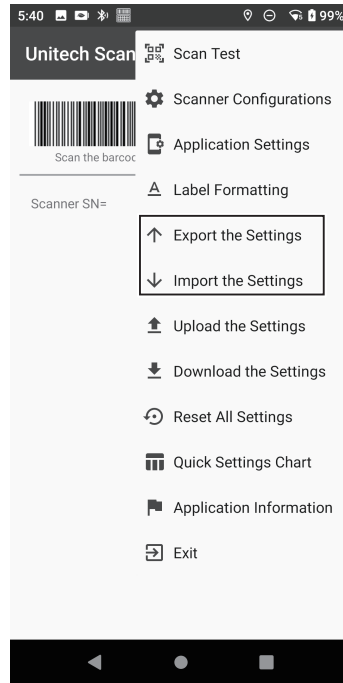 5:40 99%
Unitech Scan
Scan the barcoc
Scanner SN=
Scan Test
Scanner Configurations
Application Settings
Label Formatting
Export the Settings
Import the Settings
Upload the Settings
Download the Settings
Reset All Settings
Quick Settings Chart
Application Information
Exit